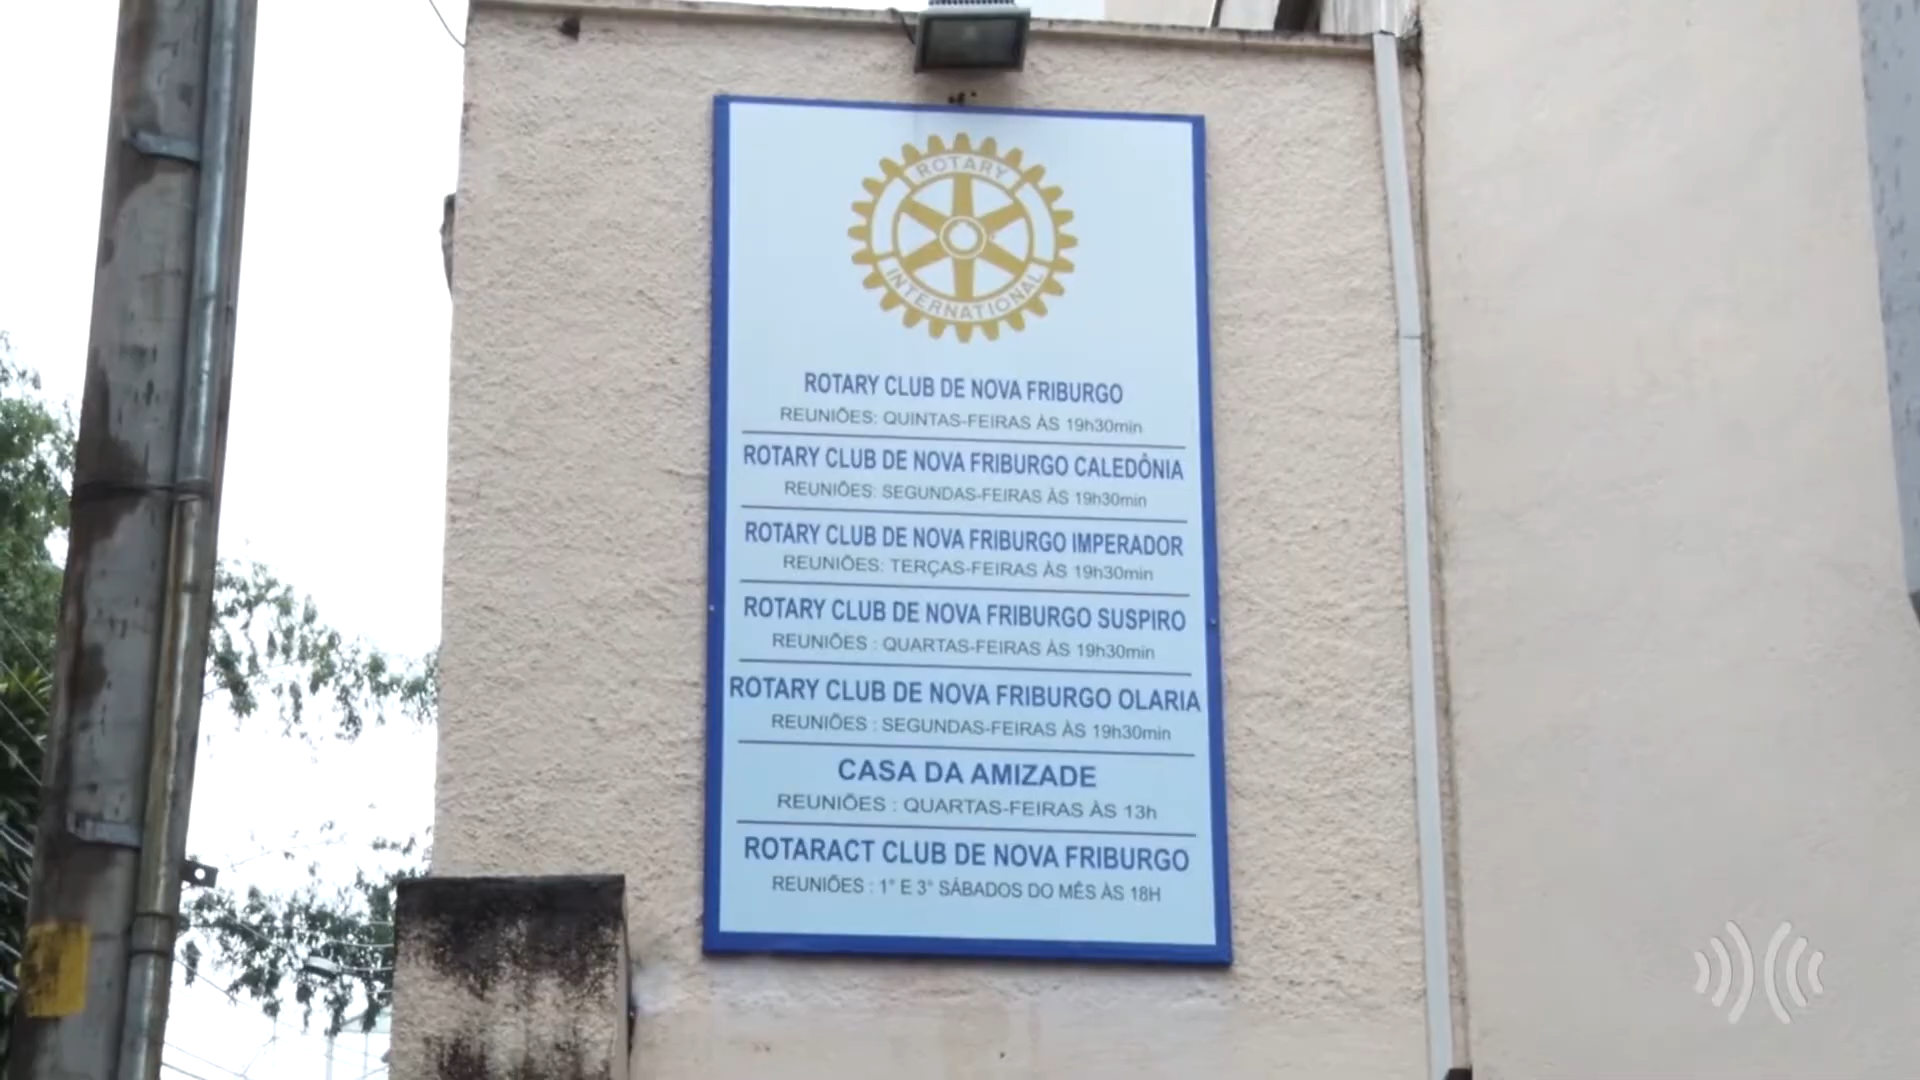 ROTARY
INTERNATIONAL
ROTARY CLUB DE NOVA FRIBURGO
REUNIÕES: QUINTAS-FEIRAS ÀS 19h30min
ROTARY CLUB DE NOVA FRIBURGO CALEDÔNIA
REUNIÕES: SEGUNDAS-FEIRAS ÀS 19h30min
ROTARY CLUB DE NOVA FRIBURGO IMPERADOR
REUNIÕES: TERÇAS-FEIRAS ÀS 19h30min
ROTARY CLUB DE NOVA FRIBURGO SUSPIRO
REUNIÕES : QUARTAS-FEIRAS ÀS 19h30min
ROTARY CLUB DE NOVA FRIBURGO OLARIA
REUNIÕES : SEGUNDAS-FEIRAS ÀS 19h30min
CASA DA AMIZADE
REUNIÕES : QUARTAS-FEIRAS ÀS 13h
ROTARACT CLUB DE NOVA FRIBURGO
REUNIÕES : 1° E 3° SÁBADOS DO MÊS ÀS 18H